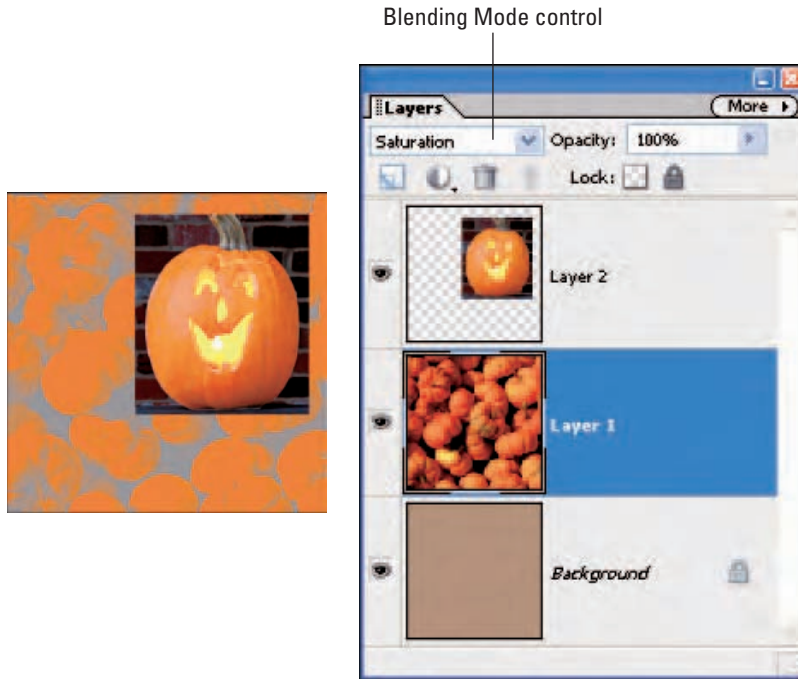 Blending Mode control
Layers
More
Saturation
Opacity: 100%
Lock:
Layer 2
Layer 1
Background